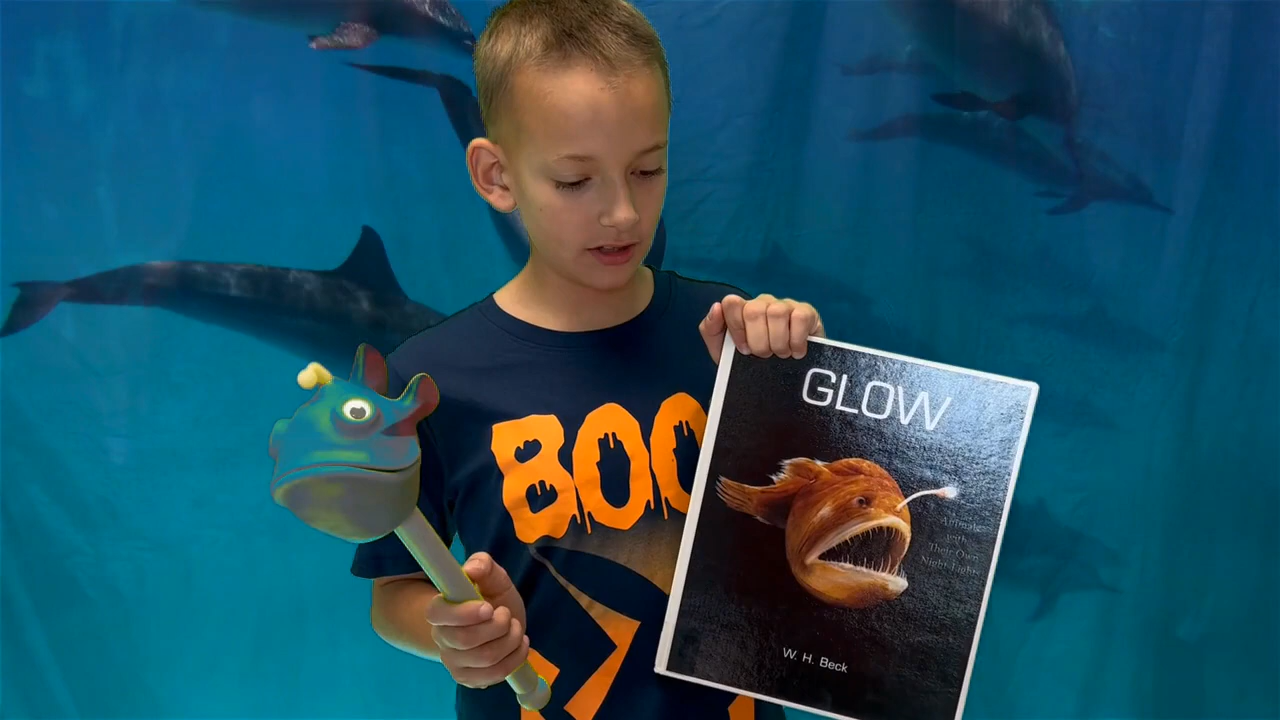 BOO
GLOW
Animals
with
Their Own
Night Lights
W. H. Beck